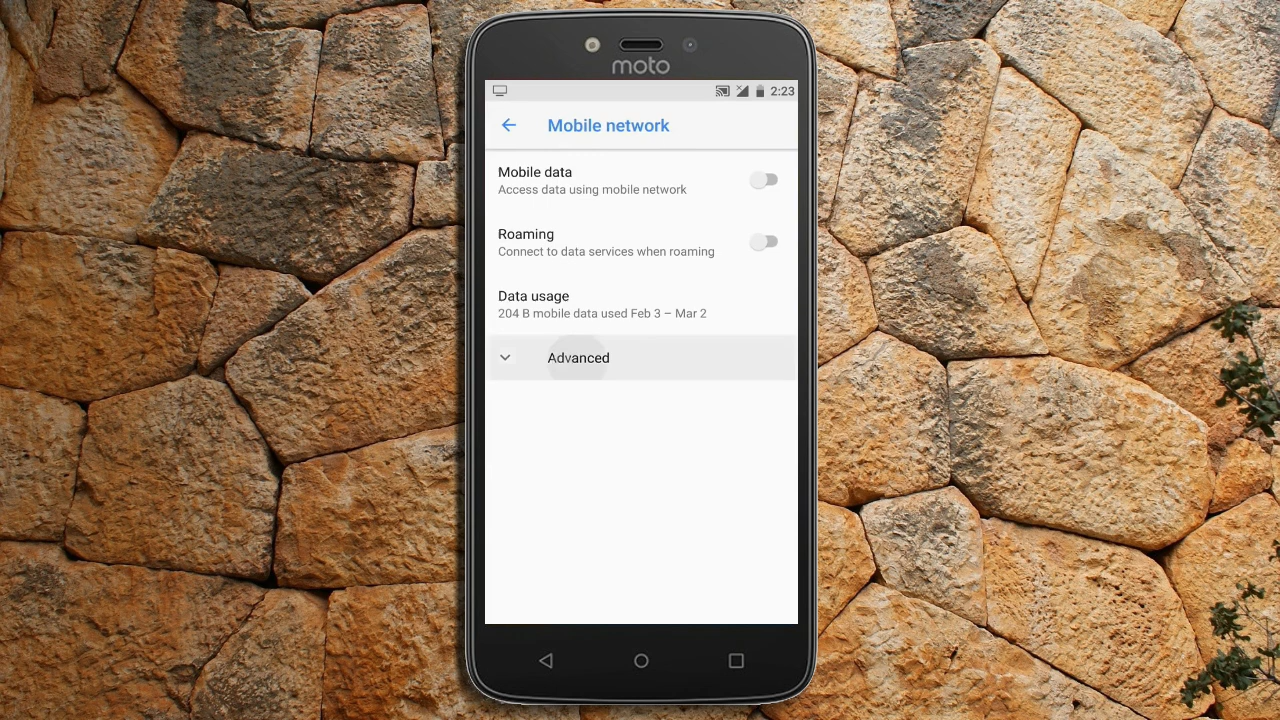 moto
2:23
Mobile network
Mobile data
Access data using mobile network
Roaming
Connect to data services when roaming
Data usage
204 B mobile data used Feb 3 – Mar 2
Advanced